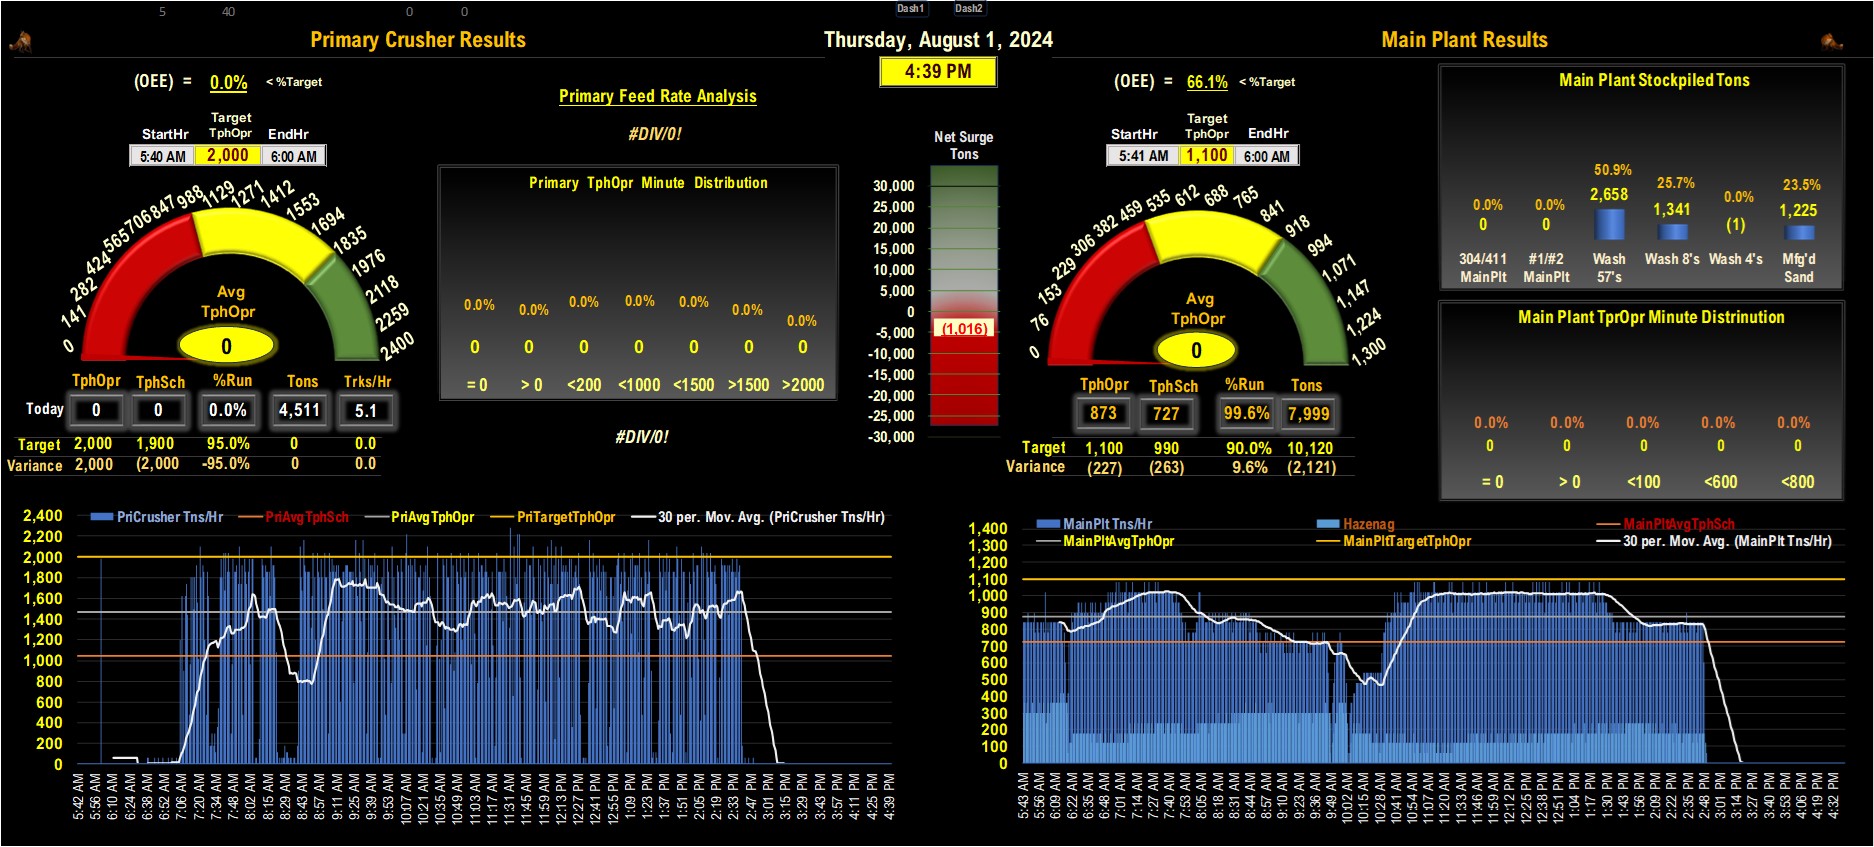 5 40 0 0 Dash1 Dash2
Primary Crusher Results
Thursday, August 1, 2024
Main Plant Results
4:39 PM
(OEE) = 0.0% < %Target
Target
StartHr TphOpr EndHr
5:40 AM 2,000 6:00 AM
0 141 282 424 565 706 847 988 1129 1271 1412 1553 1694 1835 1976 2118 2259 2400
Avg
TphOpr
0
TphOpr TphSch %Run Tons Trks/Hr
Today 0 0 0.0% 4,511 5.1
Target 2,000 1,900 95.0% 0 0.0
Variance 2,000 (2,000 -95.0% 0 0.0
Primary Feed Rate Analysis
#DIV/0!
Primary TphOpr Minute Distribution
0.0% 0.0% 0.0% 0.0% 0.0% 0.0% 0.0%
0 0 0 0 0 0 0
= 0 > 0 <200 <1000 <1500 >1500 >2000
#DIV/0!
Net Surge
Tons
30,000
25,000
20,000
15,000
10,000
5,000
0
-5,000
(1,016)
-10,000
-15,000
-20,000
-25,000
-30,000
(OEE) = 66.1% < %Target
Target
StartHr TphOpr EndHr
5:41 AM 1,100 6:00 AM
0 76 153 229 306 382 459 535 612 688 765 841 918 994 1,071 1,147 1,224 1,300
Avg
TphOpr
0
TphOpr TphSch %Run Tons
873 727 99.6% 7,999
Target 1,100 990 90.0% 10,120
Variance (227) (263) 9.6% (2,121)
Main Plant Stockpiled Tons
0.0% 0.0% 50.9% 25.7% 0.0% 23.5%
0 0 2,658 1,341 (1) 1,225
304/411 #1/#2 Wash Wash 8's Wash 4's Mfg'd
MainPlt MainPlt 57's Sand
Main Plant TprOpr Minute Distrinution
0.0% 0.0% 0.0% 0.0% 0.0%
0 0 0 0 0
= 0 > 0 <100 <600 <800
PriCrusher Tns/Hr PriAvgTphSch PriAvgTphOpr PriTargetTphOpr 30 per. Mov. Avg. (PriCrusher Tns/Hr)
2,400
2,200
2,000
1,800
1,600
1,400
1,200
1,000
800
600
400
200
0
5:42 AM 5:56 AM 6:10 AM 6:24 AM 6:38 AM 6:52 AM 7:06 AM 7:20 AM 7:34 AM 7:48 AM 8:02 AM 8:15 AM 8:29 AM 8:43 AM 8:57 AM 9:11 AM 9:25 AM 9:39 AM 9:53 AM 10:07 AM 10:21 AM 10:35 AM 10:49 AM 11:03 AM 11:17 AM 11:31 AM 11:45 AM 11:59 AM 12:13 PM 12:27 PM 12:41 PM 12:55 PM 1:09 PM 1:23 PM 1:37 PM 1:51 PM 2:05 PM 2:19 PM 2:33 PM 2:47 PM 3:01 PM 3:15 PM 3:29 PM 3:43 PM 3:57 PM 4:11 PM 4:25 PM 4:39 PM
MainPlt Tns/Hr Hazenag MainPltAvgTphSch
MainPltAvgTphOpr MainPltTargetTphOpr 30 per. Mov. Avg. (MainPlt Tns/Hr)
1,400
1,300
1,200
1,100
1,000
900
800
700
600
500
400
300
200
100
0
5:43 AM 5:56 AM 6:09 AM 6:22 AM 6:35 AM 6:48 AM 7:01 AM 7:14 AM 7:27 AM 7:40 AM 7:53 AM 8:05 AM 8:18 AM 8:31 AM 8:44 AM 8:57 AM 9:10 AM 9:23 AM 9:36 AM 9:49 AM 10:02 AM 10:15 AM 10:28 AM 10:41 AM 10:54 AM 11:07 AM 11:20 AM 11:33 AM 11:46 AM 11:59 AM 12:12 PM 12:25 PM 12:38 PM 12:51 PM 1:04 PM 1:17 PM 1:30 PM 1:43 PM 1:56 PM 2:09 PM 2:22 PM 2:35 PM 2:48 PM 3:01 PM 3:14 PM 3:27 PM 3:40 PM 3:53 PM 4:06 PM 4:19 PM 4:32 PM